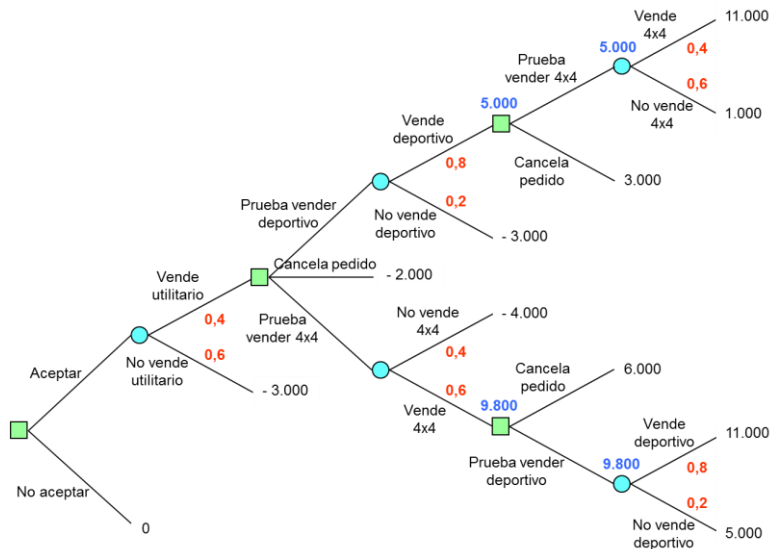 Vende
4x4
11.000
0,4
0,6
5.000
Prueba
vender 4x4
No vende
4x4
1.000
5.000
Vende
deportivo
0,8
Cancela
pedido
3.000
0,2
No vende
deportivo
- 3.000
Prueba vender
deportivo
Cancela pedido
- 2.000
Vende
utilitario
0,4
0,6
No vende
utilitario
- 3.000
Aceptar
No aceptar
0
Prueba
vender 4x4
No vende
4x4
- 4.000
0,4
0,6
Vende
4x4
9.800
Cancela
pedido
6.000
Prueba vender
deportivo
9.800
Vende
deportivo
11.000
0,8
0,2
No vende
deportivo
5.000